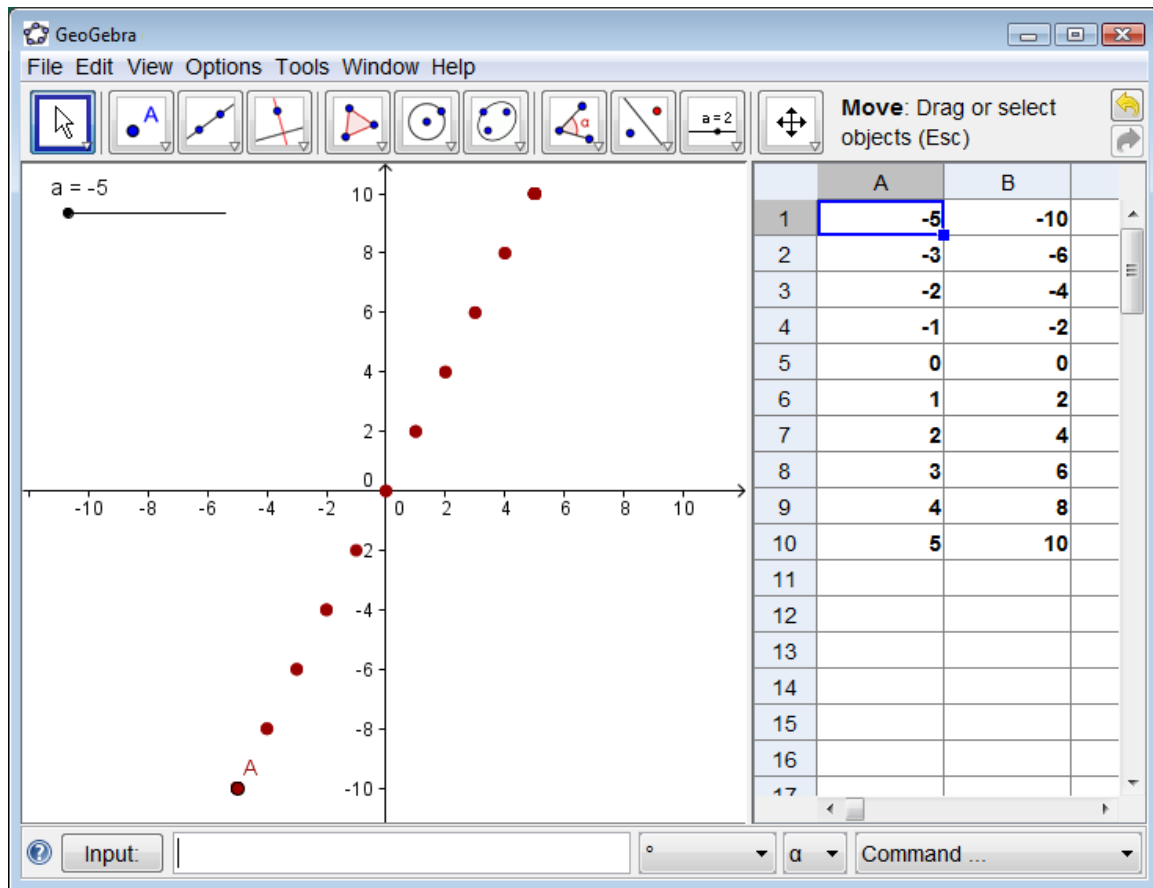 GeoGebra
File Edit View Options Tools Window Help
A
α
a = 2
Move: Drag or select
objects (Esc)
a = -5
10
8
6
4
2
0
-10 -8 -6 -4 -2 0 2 4 6 8 10
-2
-4
-6
-8
-10
A
A B
1 -5 -10
2 -3 -6
3 -2 -4
4 -1 -2
5 0 0
6 1 2
7 2 4
8 3 6
9 4 8
10 5 10
11
12
13
14
15
16
17
? Input: ° α Command ...